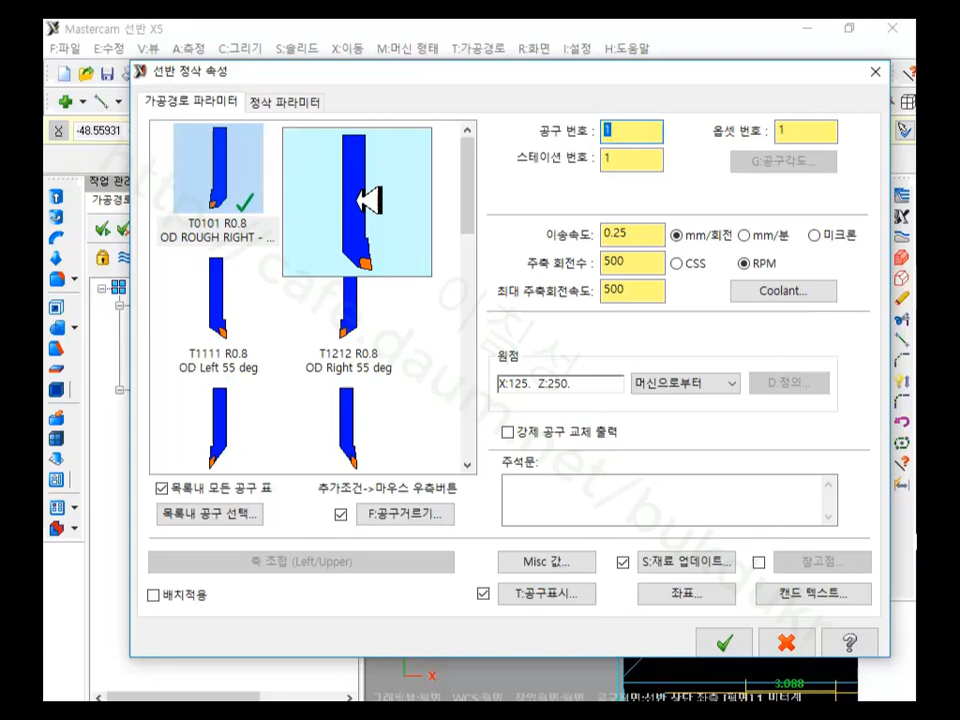 Mastercam 선반 X5
F:파일 E:수정 V:뷰 A:측정 C:그리기 S:솔리드 X:이동 M:머신 형태 T:가공경로 R:화면 I:설정 H:도움말
선반 정삭 속성
가공경로 파라미터 정삭 파라미터
-48.55931
작업 관리
가공경로
T0101 R0.8
OD ROUGH RIGHT - ...
T1111 R0.8
OD Left 55 deg
T1212 R0.8
OD Right 55 deg
목록내 모든 공구 표
추가조건->마우스 우측버튼
목록내 공구 선택...
F:공구거르기...
축 조합 (Left/Upper)
배치적용
공구 번호: 1
옵셋 번호: 1
스테이션 번호: 1
G:공구각도...
이송속도: 0.25 mm/회전 mm/분 미크론
주축 회전수: 500 CSS RPM
최대 주축회전속도: 500 Coolant...
원점
X:125. Z:250. 머신으로부터 D:정의...
강제 공구 교체 출력
주석문:
Misc 값... S:재료 업데이트... 참고점...
T:공구표시... 좌표... 캔드 텍스트...
X
3.088
http://cafe.daum.net/bukaukr